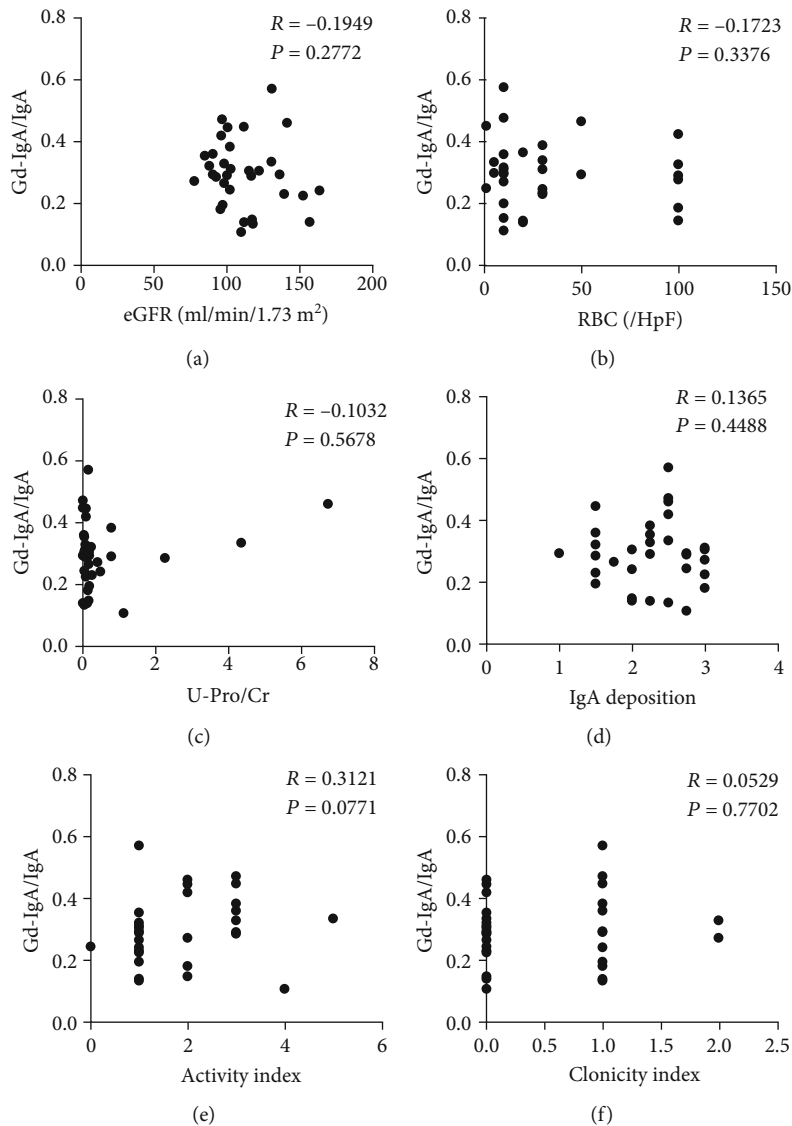 R = –0.1949
P = 0.2772
Gd-IgA/IgA
0.8
0.6
0.4
0.2
0.0
0 50 100 150 200
eGFR (ml/min/1.73 m²)
(a)
R = –0.1723
P = 0.3376
Gd-IgA/IgA
0.8
0.6
0.4
0.2
0.0
0 50 100 150
RBC (/HpF)
(b)
R = –0.1032
P = 0.5678
Gd-IgA/IgA
0.8
0.6
0.4
0.2
0.0
0 2 4 6 8
U-Pro/Cr
(c)
R = 0.1365
P = 0.4488
Gd-IgA/IgA
0.8
0.6
0.4
0.2
0.0
0 1 2 3 4
IgA deposition
(d)
R = 0.3121
P = 0.0771
Gd-IgA/IgA
0.8
0.6
0.4
0.2
0.0
0 2 4 6
Activity index
(e)
R = 0.0529
P = 0.7702
Gd-IgA/IgA
0.8
0.6
0.4
0.2
0.0
0.0 0.5 1.0 1.5 2.0 2.5
Clonicity index
(f)